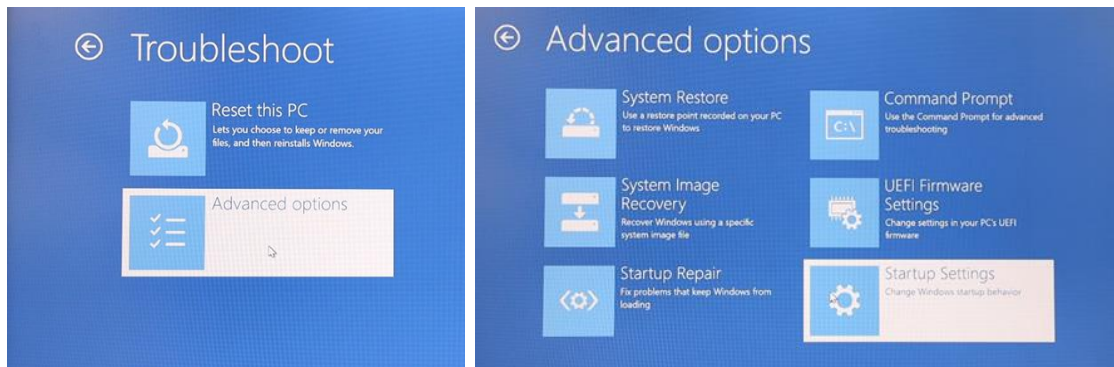 Troubleshoot
Reset this PC
Lets you choose to keep or remove your
files, and then reinstalls Windows.
Advanced options
Advanced options
System Restore
Use a restore point recorded on your PC
to restore Windows
System Image
Recovery
Recover Windows using a specific
system image file
Startup Repair
Fix problems that keep Windows from
loading
Command Prompt
Use the Command Prompt for advanced
troubleshooting
C:\
UEFI Firmware
Settings
Change settings in your PC's UEFI
firmware
Startup Settings
Change Windows startup behavior